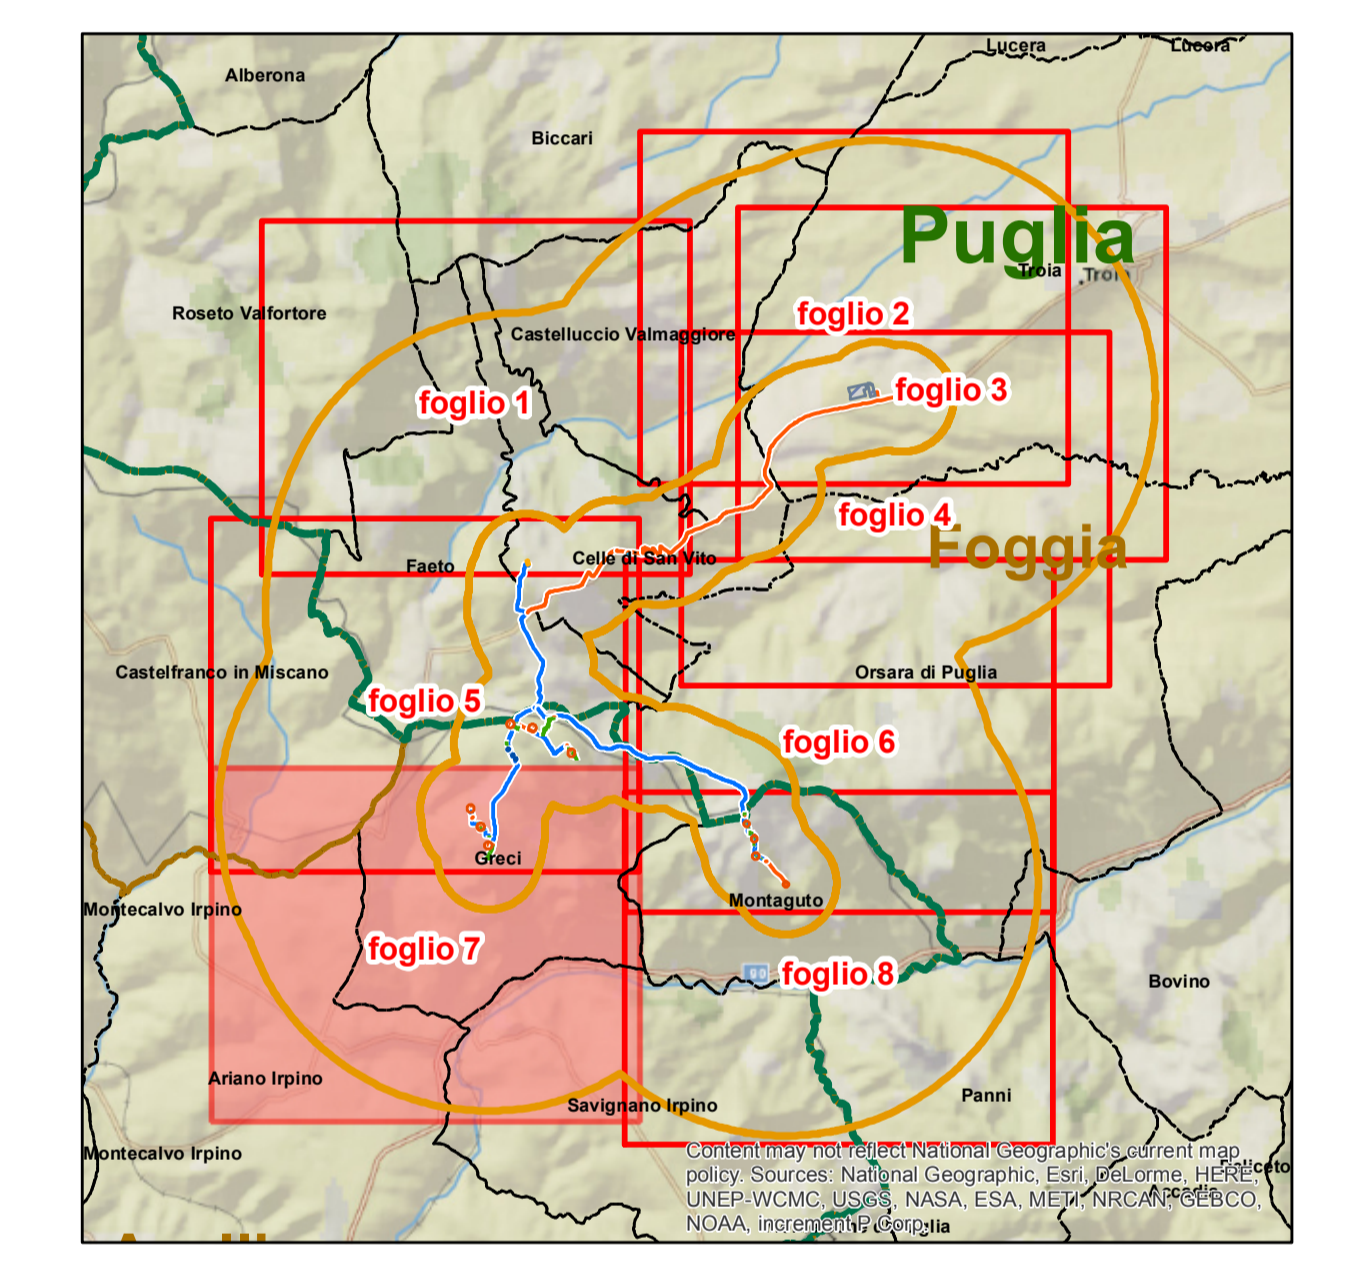 Lucera
Lucera
Alberona
Biccari
Puglia
Troia
Troia
Roseto Valfortore
foglio 2
Castelluccio Valmaggiore
foglio 1
foglio 3
foglio 4
Foggia
Faeto
Celle di San Vito
Castelfranco in Miscano
Orsara di Puglia
foglio 5
foglio 6
Greci
Montaguto
Montecalvo Irpino
foglio 7
90
foglio 8
Bovino
Ariano Irpino
Savignano Irpino
Panni
Montecalvo Irpino
Content may not reflect National Geographic's current map
policy. Sources: National Geographic, Esri, DeLorme, HERE,
UNEP-WCMC, USGS, NASA, ESA, METI, NRCAN, GEBCO,
NOAA, increment P Corp.